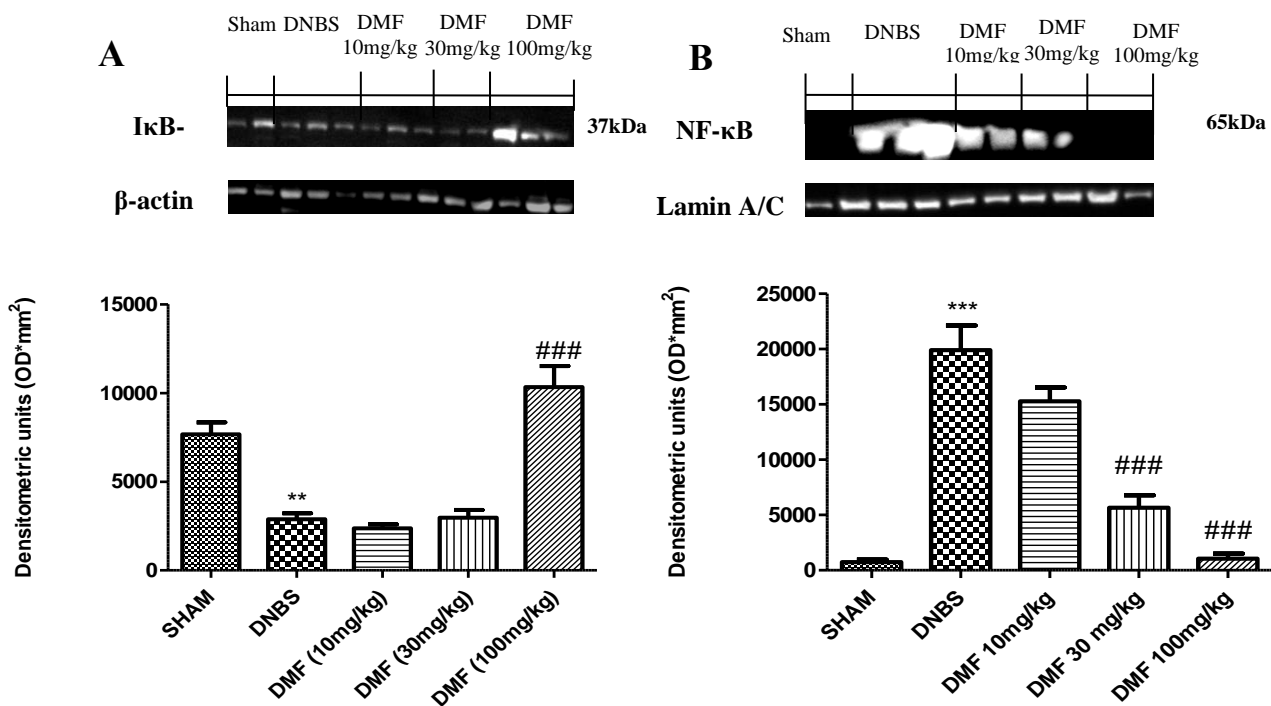 A
Sham DNBS DMF DMF DMF
10mg/kg 30mg/kg 100mg/kg
IκB-
37kDa
β-actin
Densitometric units (OD*mm²)
15000
10000
5000
0
**
###
SHAM
DNBS
DMF (10mg/kg)
DMF (30mg/kg)
DMF (100mg/kg)
B
Sham DNBS DMF DMF DMF
10mg/kg 30mg/kg 100mg/kg
NF-κB
65kDa
Lamin A/C
Densitometric units (OD*mm²)
25000
20000
15000
10000
5000
0
***
###
###
SHAM
DNBS
DMF 10mg/kg
DMF 30 mg/kg
DMF 100mg/kg